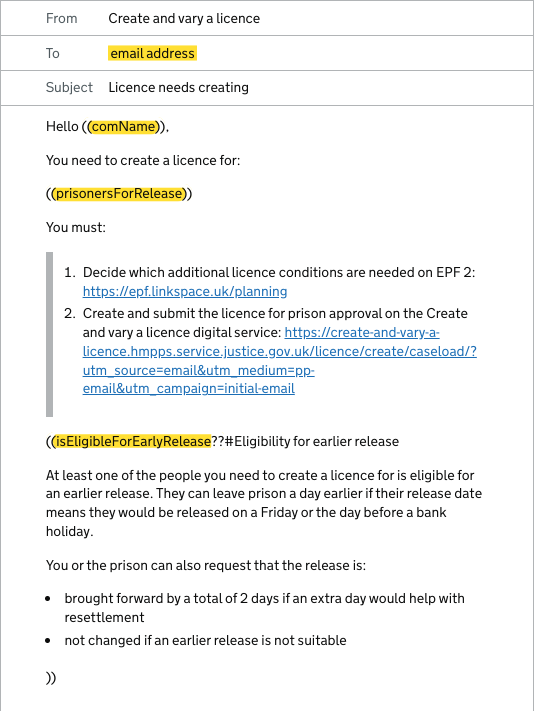 From Create and vary a licence
To email address
Subject Licence needs creating
Hello ((comName)),
You need to create a licence for:
((prisonersForRelease))
You must:
1. Decide which additional licence conditions are needed on EPF 2:
https://epf.linkspace.uk/planning
2. Create and submit the licence for prison approval on the Create
and vary a licence digital service: https://create-and-vary-a-
licence.hmpps.service.justice.gov.uk/licence/create/caseload/?
utm_source=email&utm_medium=pp-
email&utm_campaign=initial-email
((isEligibleForEarlyRelease??#Eligibility for earlier release
At least one of the people you need to create a licence for is eligible for
an earlier release. They can leave prison a day earlier if their release date
means they would be released on a Friday or the day before a bank
holiday.
You or the prison can also request that the release is:
• brought forward by a total of 2 days if an extra day would help with
resettlement
• not changed if an earlier release is not suitable
))